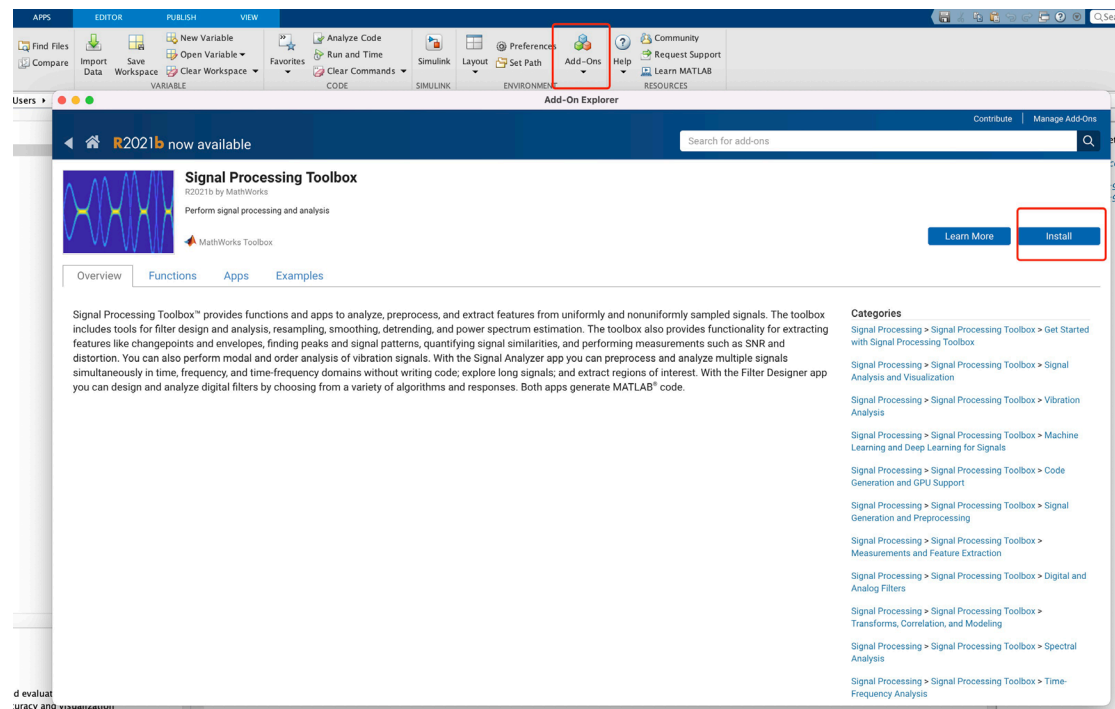 APPS EDITOR PUBLISH VIEW
Find Files
Compare
Import Data
Save Workspace
New Variable
Open Variable
Clear Workspace
VARIABLE
Favorites
Analyze Code
Run and Time
Clear Commands
CODE
Simulink
SIMULINK
Layout
Preferences
Set Path
Add-Ons
ENVIRONMENT
Help
Community
Request Support
Learn MATLAB
RESOURCES
Users
Add-On Explorer
Contribute | Manage Add-Ons
R2021b now available
Search for add-ons
Signal Processing Toolbox
R2021b by MathWorks
Perform signal processing and analysis
MathWorks Toolbox
Learn More
Install
Overview Functions Apps Examples
Signal Processing Toolbox™ provides functions and apps to analyze, preprocess, and extract features from uniformly and nonuniformly sampled signals. The toolbox
includes tools for filter design and analysis, resampling, smoothing, detrending, and power spectrum estimation. The toolbox also provides functionality for extracting
features like changepoints and envelopes, finding peaks and signal patterns, quantifying signal similarities, and performing measurements such as SNR and
distortion. You can also perform modal and order analysis of vibration signals. With the Signal Analyzer app you can preprocess and analyze multiple signals
simultaneously in time, frequency, and time-frequency domains without writing code; explore long signals; and extract regions of interest. With the Filter Designer app
you can design and analyze digital filters by choosing from a variety of algorithms and responses. Both apps generate MATLAB® code.
Categories
Signal Processing > Signal Processing Toolbox > Get Started
with Signal Processing Toolbox
Signal Processing > Signal Processing Toolbox > Signal
Analysis and Visualization
Signal Processing > Signal Processing Toolbox > Vibration
Analysis
Signal Processing > Signal Processing Toolbox > Machine
Learning and Deep Learning for Signals
Signal Processing > Signal Processing Toolbox > Code
Generation and GPU Support
Signal Processing > Signal Processing Toolbox > Signal
Generation and Preprocessing
Signal Processing > Signal Processing Toolbox >
Measurements and Feature Extraction
Signal Processing > Signal Processing Toolbox > Digital and
Analog Filters
Signal Processing > Signal Processing Toolbox >
Transforms, Correlation, and Modeling
Signal Processing > Signal Processing Toolbox > Spectral
Analysis
Signal Processing > Signal Processing Toolbox > Time-
Frequency Analysis
d evaluat